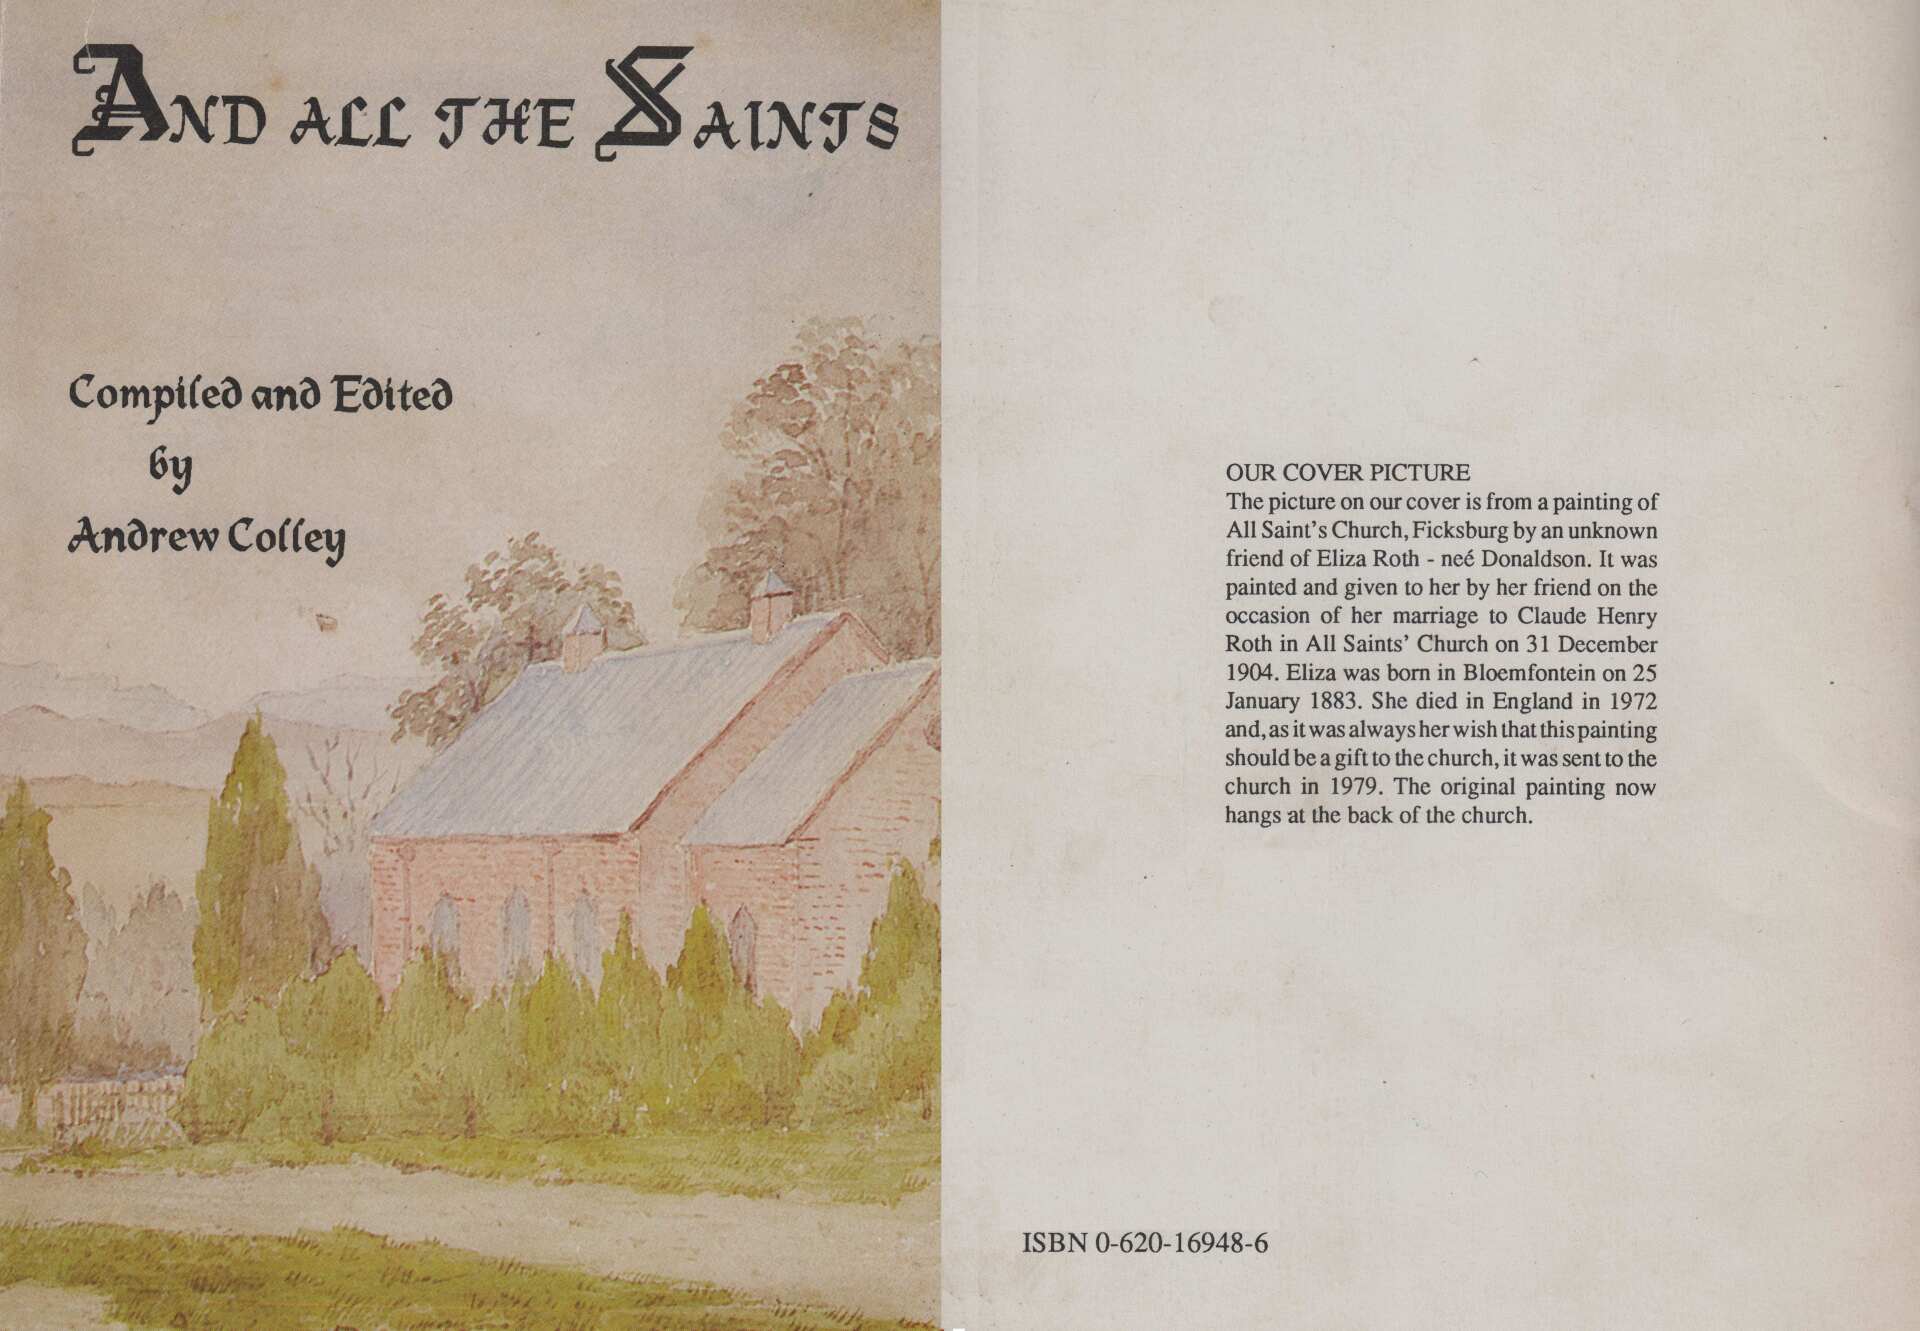 AND ALL THE SAINTS
Compiled and Edited
by
Andrew Colley
OUR COVER PICTURE
The picture on our cover is from a painting of
All Saint's Church, Ficksburg by an unknown
friend of Eliza Roth - neé Donaldson. It was
painted and given to her by her friend on the
occasion of her marriage to Claude Henry
Roth in All Saints' Church on 31 December
1904. Eliza was born in Bloemfontein on 25
January 1883. She died in England in 1972
and, as it was always her wish that this painting
should be a gift to the church, it was sent to the
church in 1979. The original painting now
hangs at the back of the church.
ISBN 0-620-16948-6